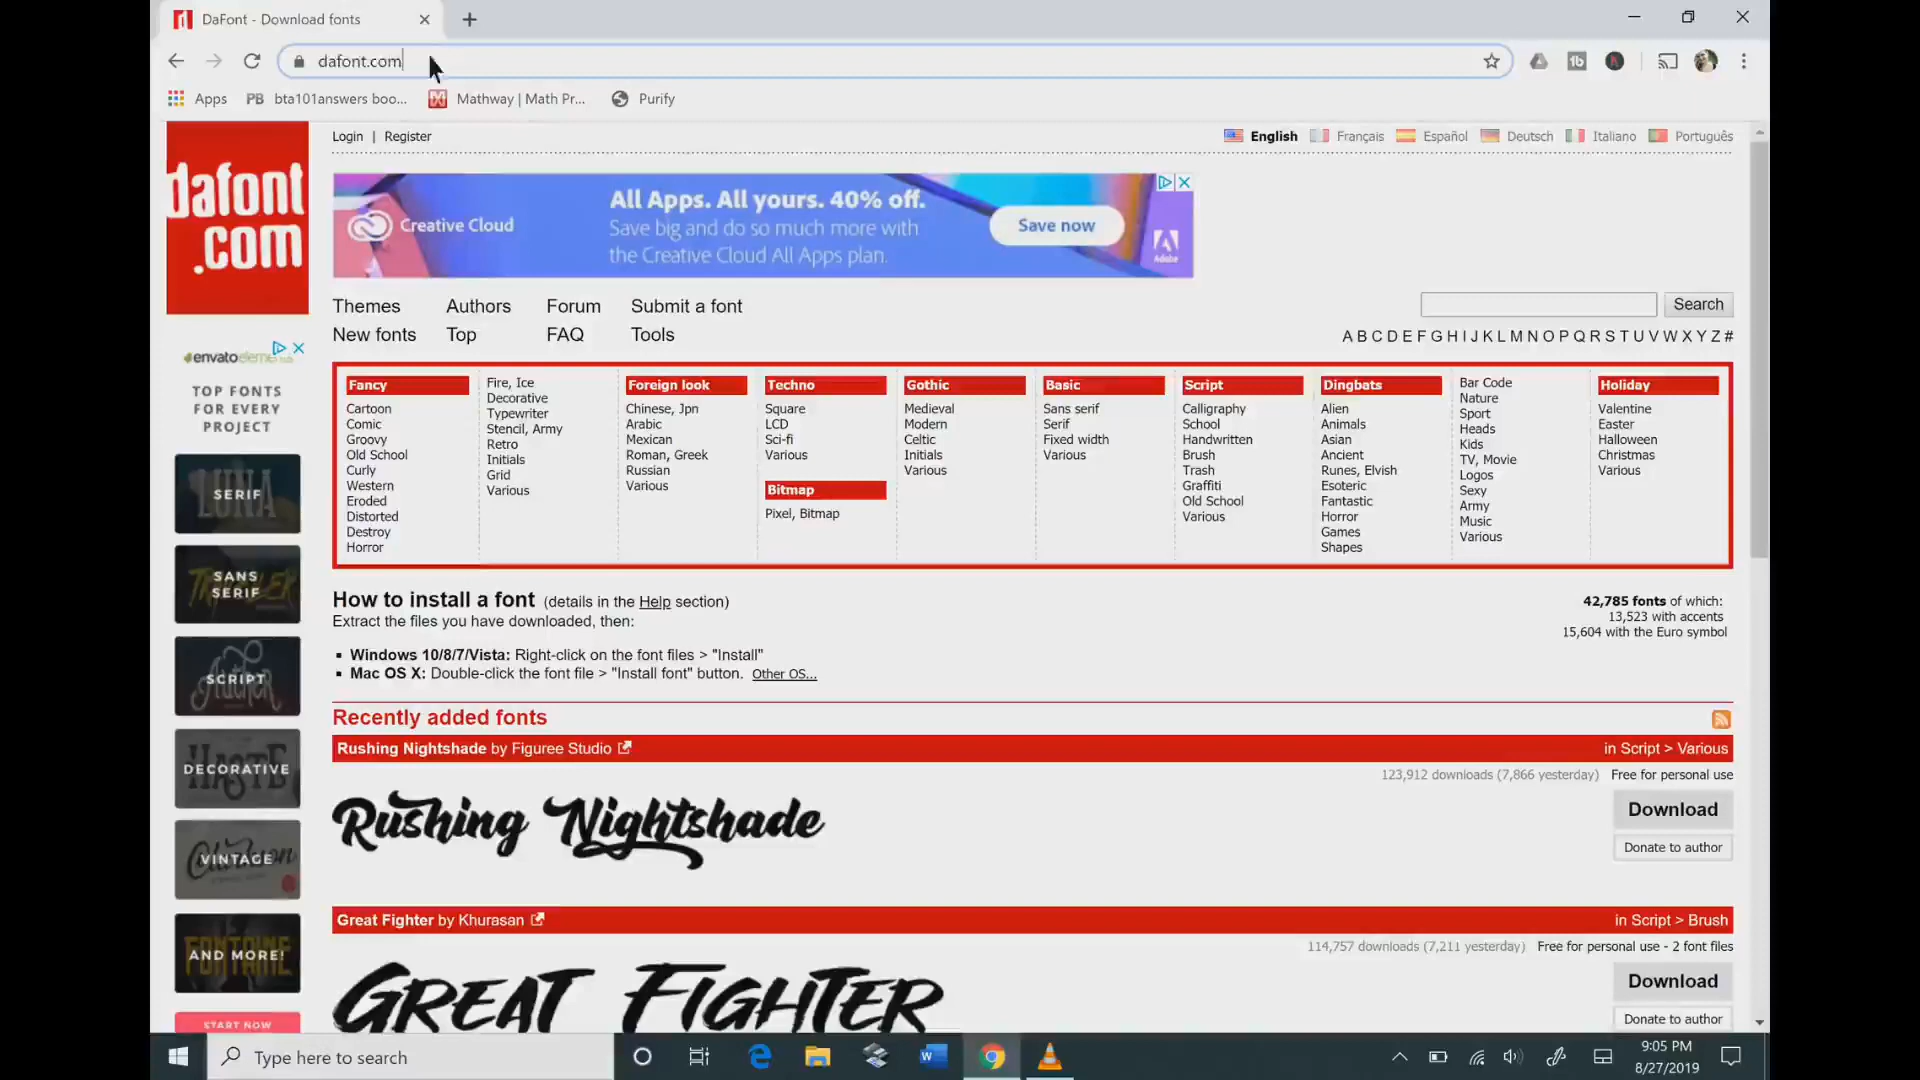 DaFont - Download fonts
dafont.com
Apps
PB bta101answers boo...
Mathway | Math Pr...
Purify
dafont
.com
Login | Register
English Français Español Deutsch Italiano Português
Creative Cloud
All Apps. All yours. 40% off.
Save big and do so much more with
the Creative Cloud All Apps plan.
Save now
Adobe
Themes Authors Forum Submit a font
New fonts Top FAQ Tools
Search
A B C D E F G H I J K L M N O P Q R S T U V W X Y Z #
Fancy
Cartoon
Comic
Groovy
Old School
Curly
Western
Eroded
Distorted
Destroy
Horror
Fire, Ice
Decorative
Typewriter
Stencil, Army
Retro
Initials
Grid
Various
Foreign look
Chinese, Jpn
Arabic
Mexican
Roman, Greek
Russian
Various
Techno
Square
LCD
Sci-fi
Various
Bitmap
Pixel, Bitmap
Gothic
Medieval
Modern
Celtic
Initials
Various
Basic
Sans serif
Serif
Fixed width
Various
Script
Calligraphy
School
Handwritten
Brush
Trash
Graffiti
Old School
Various
Dingbats
Alien
Animals
Asian
Ancient
Runes, Elvish
Esoteric
Fantastic
Horror
Games
Shapes
Bar Code
Nature
Sport
Heads
Kids
TV, Movie
Logos
Sexy
Army
Music
Various
Holiday
Valentine
Easter
Halloween
Christmas
Various
TOP FONTS
FOR EVERY
PROJECT
SERIF
SANS
SERIF
SCRIPT
DECORATIVE
VINTAGE
AND MORE!
START NOW
How to install a font (details in the Help section)
Extract the files you have downloaded, then:
Windows 10/8/7/Vista: Right-click on the font files > "Install"
Mac OS X: Double-click the font file > "Install font" button. Other OS...
42,785 fonts of which:
13,523 with accents
15,604 with the Euro symbol
Recently added fonts
Rushing Nightshade by Figuree Studio
in Script > Various
123,912 downloads (7,866 yesterday) Free for personal use
Rushing Nightshade
Download
Donate to author
Great Fighter by Khurasan
in Script > Brush
114,757 downloads (7,211 yesterday) Free for personal use - 2 font files
GREAT FIGHTER
Download
Donate to author
Type here to search
9:05 PM
8/27/2019